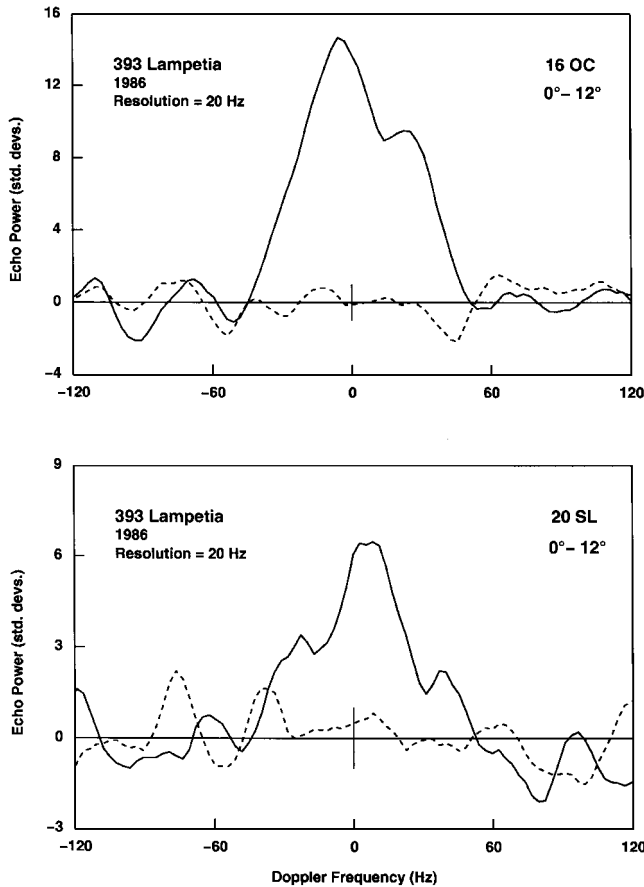 16
12
8
4
0
−4
Echo Power (std. devs.)
393 Lampetia
1986
Resolution = 20 Hz
16 OC
0°– 12°
−120
−60
0
60
120
9
6
3
0
−3
Echo Power (std. devs.)
393 Lampetia
1986
Resolution = 20 Hz
20 SL
0°– 12°
−120
−60
0
60
120
Doppler Frequency (Hz)